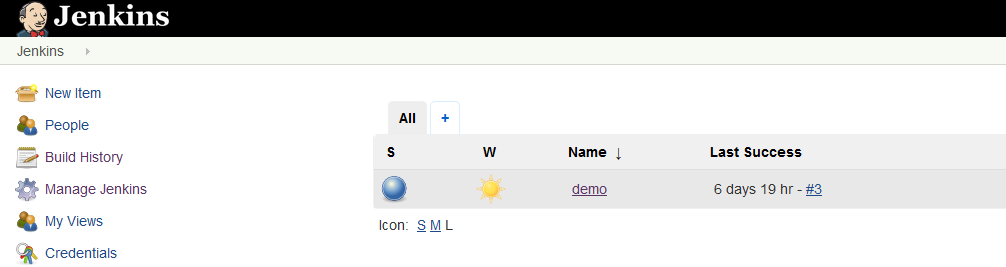 Jenkins
Jenkins
New Item
People
Build History
Manage Jenkins
My Views
Credentials
All +
S W Name ↓ Last Success
demo 6 days 19 hr - #3
Icon: S M L